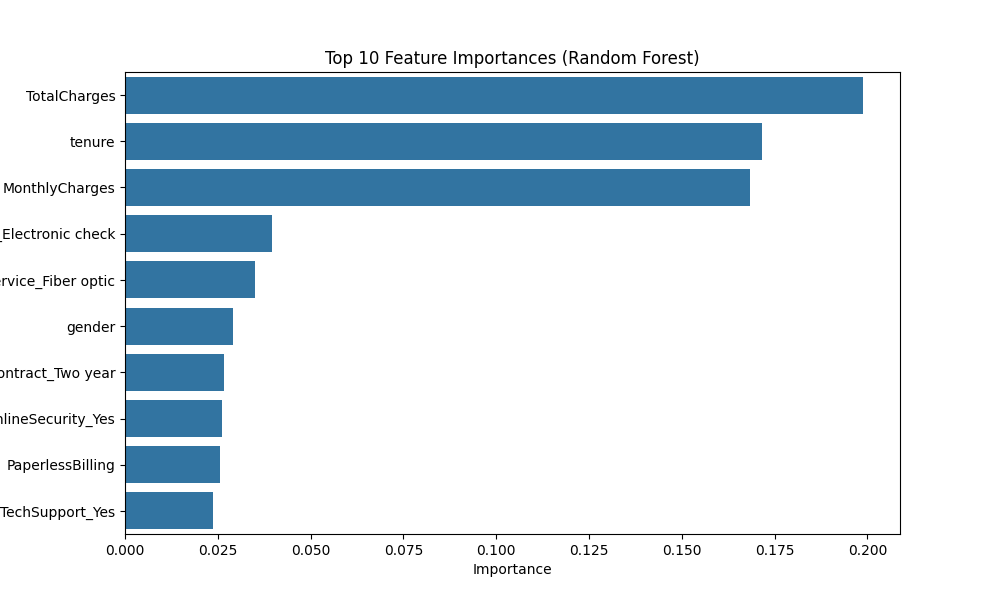 Top 10 Feature Importances (Random Forest)
TotalCharges
tenure
MonthlyCharges
_Electronic check
ervice_Fiber optic
gender
ontract_Two year
nlineSecurity_Yes
PaperlessBilling
TechSupport_Yes
0.000 0.025 0.050 0.075 0.100 0.125 0.150 0.175 0.200
Importance